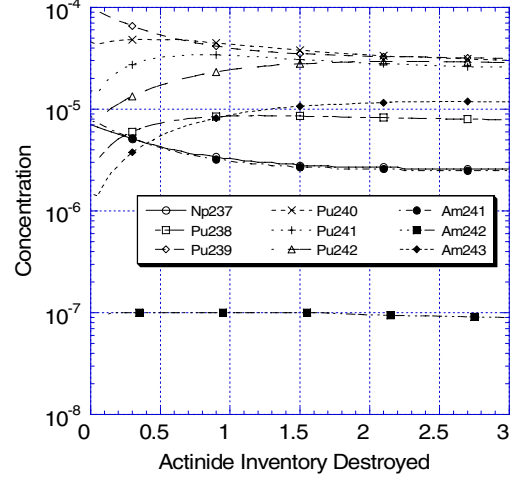 10-4
10-5
10-6
10-7
10-8
Concentration
Np237 Pu240 Am241
Pu238 Pu241 Am242
Pu239 Pu242 Am243
0 0.5 1 1.5 2 2.5 3
Actinide Inventory Destroyed